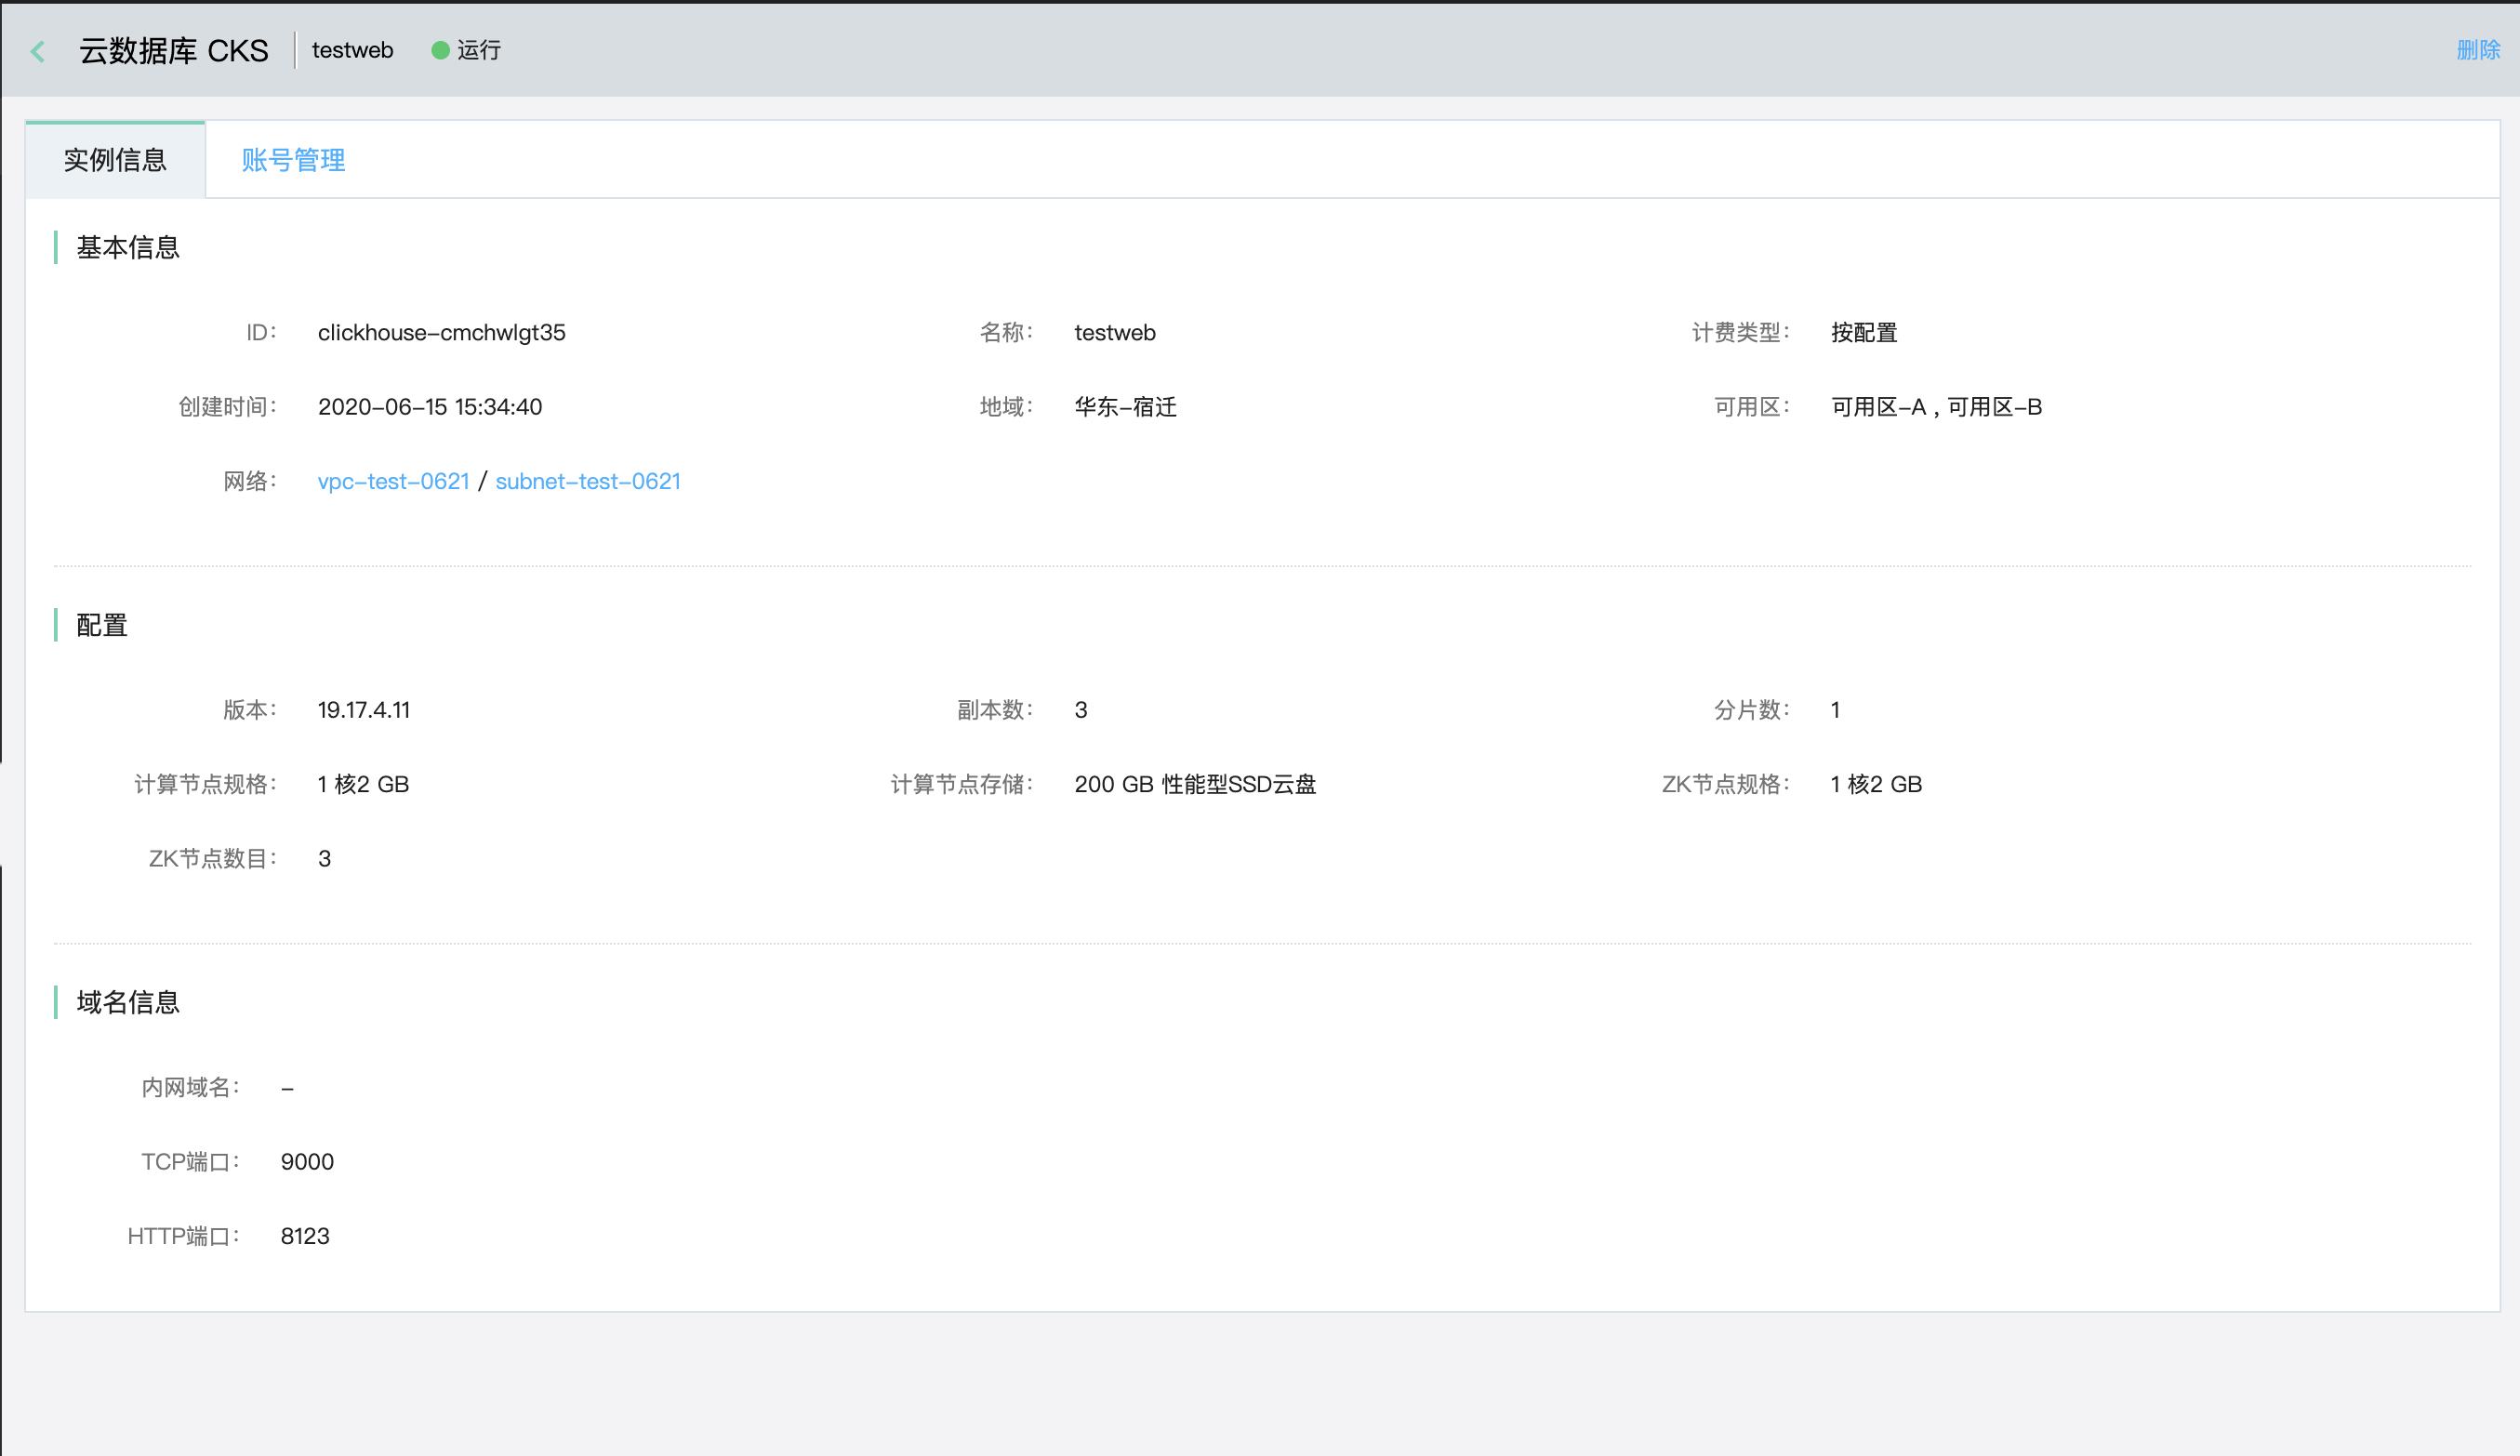 云数据库 CKS testweb 运行 删除
实例信息 账号管理
基本信息
ID： clickhouse-cmchwlgt35 名称： testweb 计费类型： 按配置
创建时间： 2020-06-15 15:34:40 地域： 华东-宿迁 可用区： 可用区-A , 可用区-B
网络： vpc-test-0621 / subnet-test-0621
配置
版本： 19.17.4.11 副本数： 3 分片数： 1
计算节点规格： 1 核2 GB 计算节点存储： 200 GB 性能型SSD云盘 ZK节点规格： 1 核2 GB
ZK节点数目： 3
域名信息
内网域名： -
TCP端口： 9000
HTTP端口： 8123